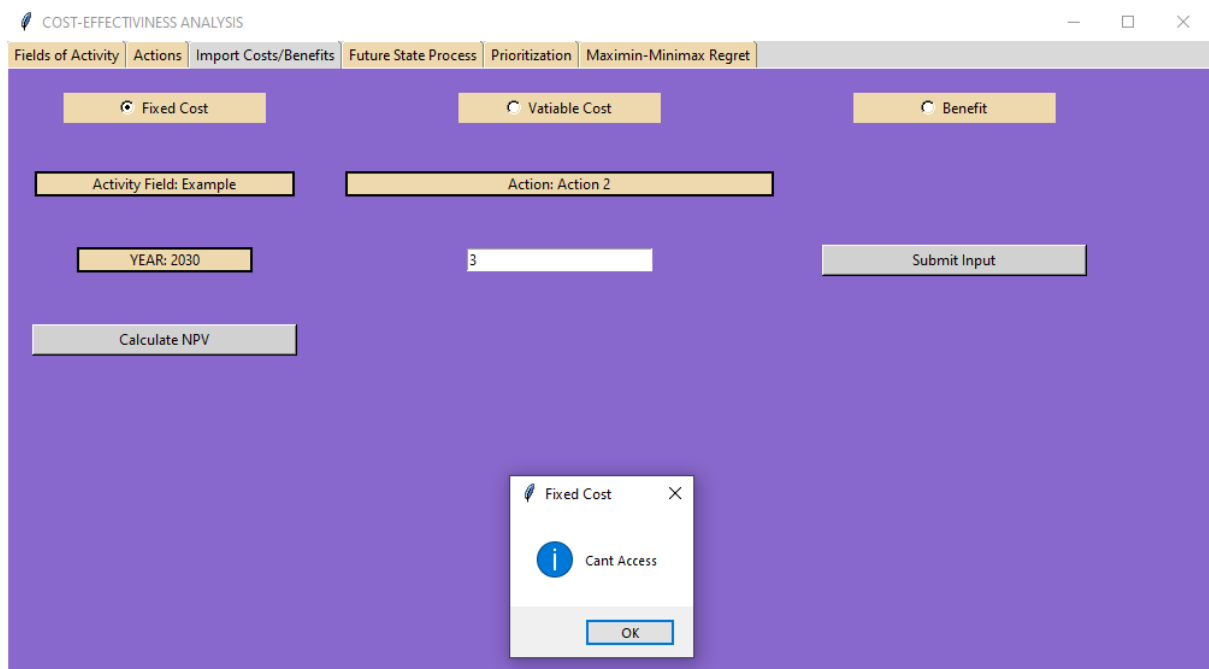 COST-EFFECTIVINESS ANALYSIS
Fields of Activity Actions Import Costs/Benefits Future State Process Prioritization Maximin-Minimax Regret
Fixed Cost Vatiable Cost Benefit
Activity Field: Example Action: Action 2
YEAR: 2030 3 Submit Input
Calculate NPV
Fixed Cost
Cant Access
OK